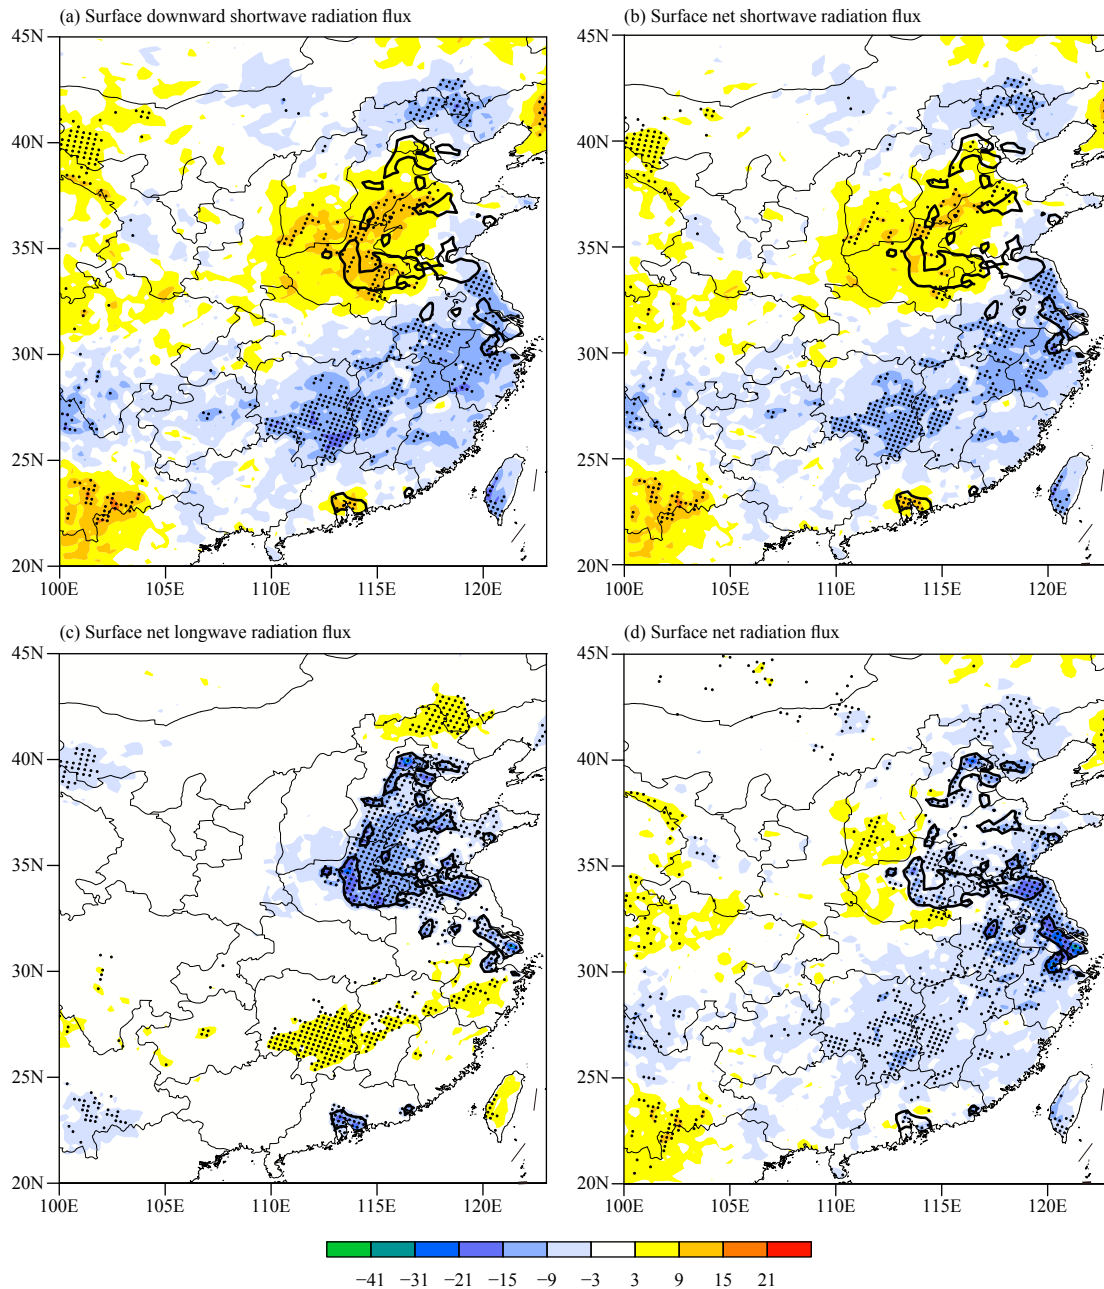 (a) Surface downward shortwave radiation flux
(b) Surface net shortwave radiation flux
45N
40N
35N
30N
25N
20N
100E 105E 110E 115E 120E
45N
40N
35N
30N
25N
20N
100E 105E 110E 115E 120E
(c) Surface net longwave radiation flux
(d) Surface net radiation flux
45N
40N
35N
30N
25N
20N
100E 105E 110E 115E 120E
45N
40N
35N
30N
25N
20N
100E 105E 110E 115E 120E
−41 −31 −21 −15 −9 −3 3 9 15 21